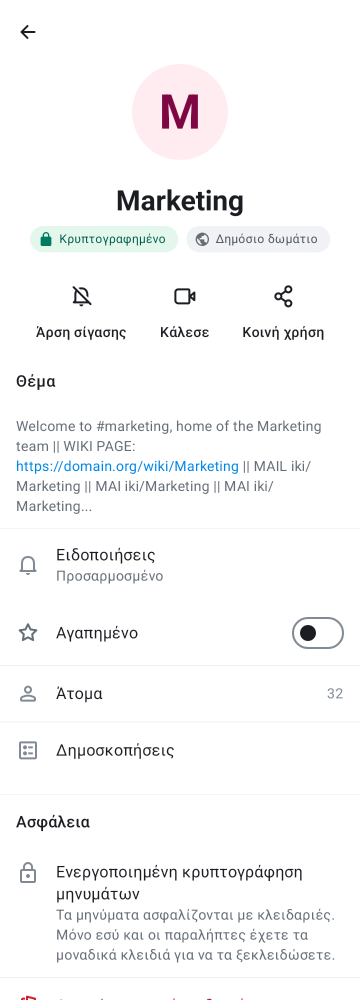 M
Marketing
Κρυπτογραφημένο
Δημόσιο δωμάτιο
Άρση σίγασης
Κάλεσε
Κοινή χρήση
Θέμα
Welcome to #marketing, home of the Marketing
team || WIKI PAGE:
https://domain.org/wiki/Marketing || MAIL iki/
Marketing || MAI iki/Marketing || MAI iki/
Marketing...
Ειδοποιήσεις
Προσαρμοσμένο
Αγαπημένο
Άτομα 32
Δημοσκοπήσεις
Ασφάλεια
Ενεργοποιημένη κρυπτογράφηση
μηνυμάτων
Τα μηνύματα ασφαλίζονται με κλειδαριές.
Μόνο εσύ και οι παραλήπτες έχετε τα
μοναδικά κλειδιά για να τα ξεκλειδώσετε.